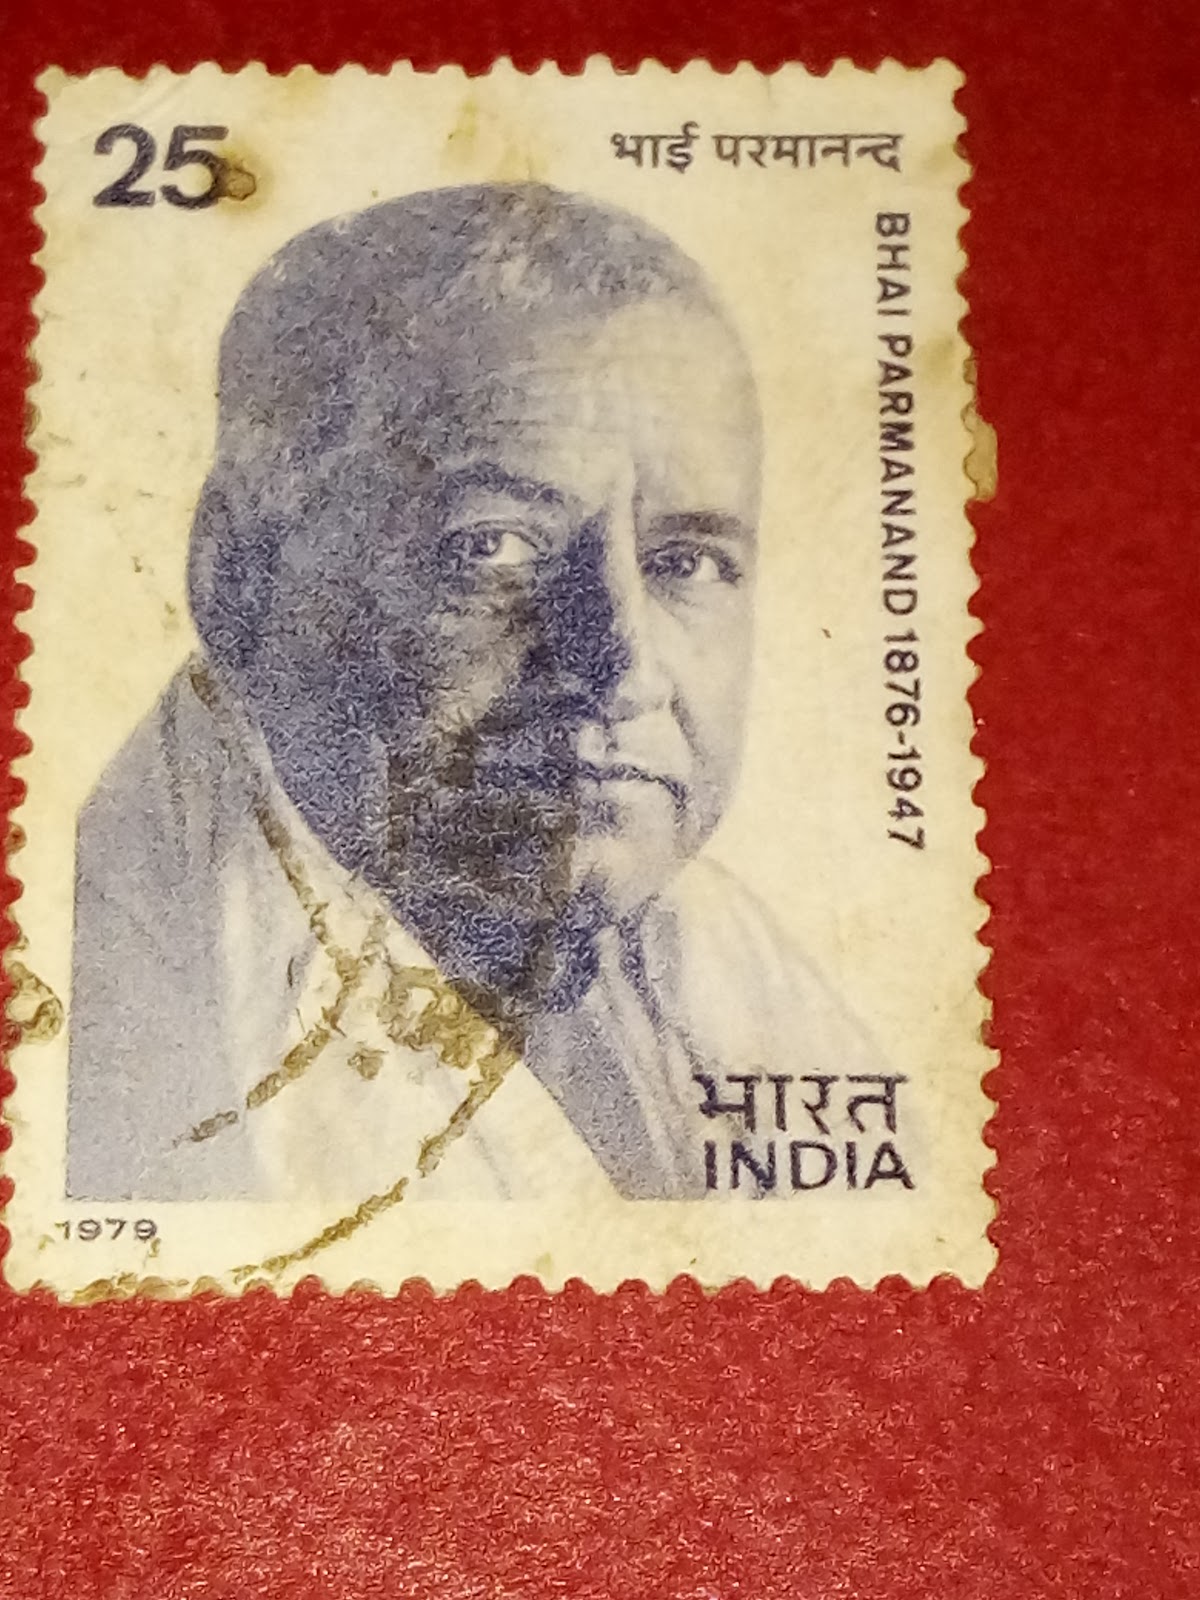 25
भाई परमानन्द
BHAI PARMANAND 1876-1947
भारत
INDIA
1979